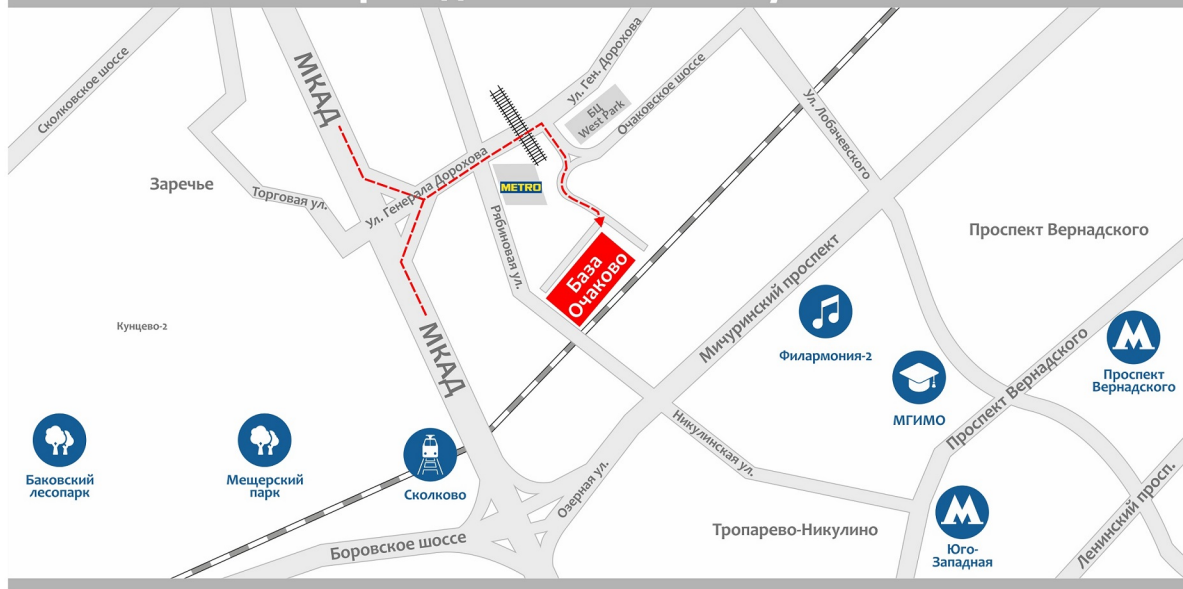 Сколковское шоссе
МКАД
Ул. Ген. Дорохова
БЦ
West Park
Очаковское шоссе
Ул. Лобачевского
Заречье
Торговая ул.
Ул. Генерала Дорохова
METRO
Рябиновая ул.
База
Очаково
Проспект Вернадского
Мичуринский проспект
Кунцево-2
МКАД
Филармония-2
МГИМО
Проспект Вернадского
Проспект
Вернадского
Баковский
лесопарк
Мещерский
парк
Сколково
Никулинская ул.
Озерная ул.
Боровское шоссе
Тропарево-Никулино
Юго-
Западная
Ленинский просп.